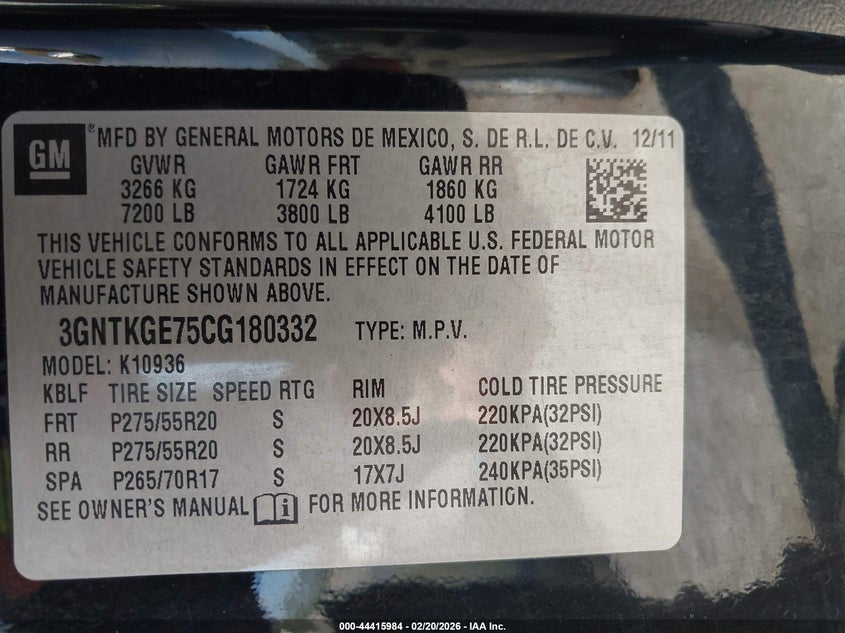 GM
® MFD BY GENERAL MOTORS DE MEXICO, S. DE R.L. DE C.V. 12/11
GVWR GAWR FRT GAWR RR
3266 KG 1724 KG 1860 KG
7200 LB 3800 LB 4100 LB
THIS VEHICLE CONFORMS TO ALL APPLICABLE U.S. FEDERAL MOTOR
VEHICLE SAFETY STANDARDS IN EFFECT ON THE DATE OF
MANUFACTURE SHOWN ABOVE.
3GNTKGE75CG180332 TYPE: M.P.V.
MODEL: K10936
KBLF TIRE SIZE SPEED RTG RIM COLD TIRE PRESSURE
FRT P275/55R20 S 20X8.5J 220KPA(32PSI)
RR P275/55R20 S 20X8.5J 220KPA(32PSI)
SPA P265/70R17 S 17X7J 240KPA(35PSI)
SEE OWNER'S MANUAL i FOR MORE INFORMATION.
000-44415984 - 02/20/2026 - IAA Inc.